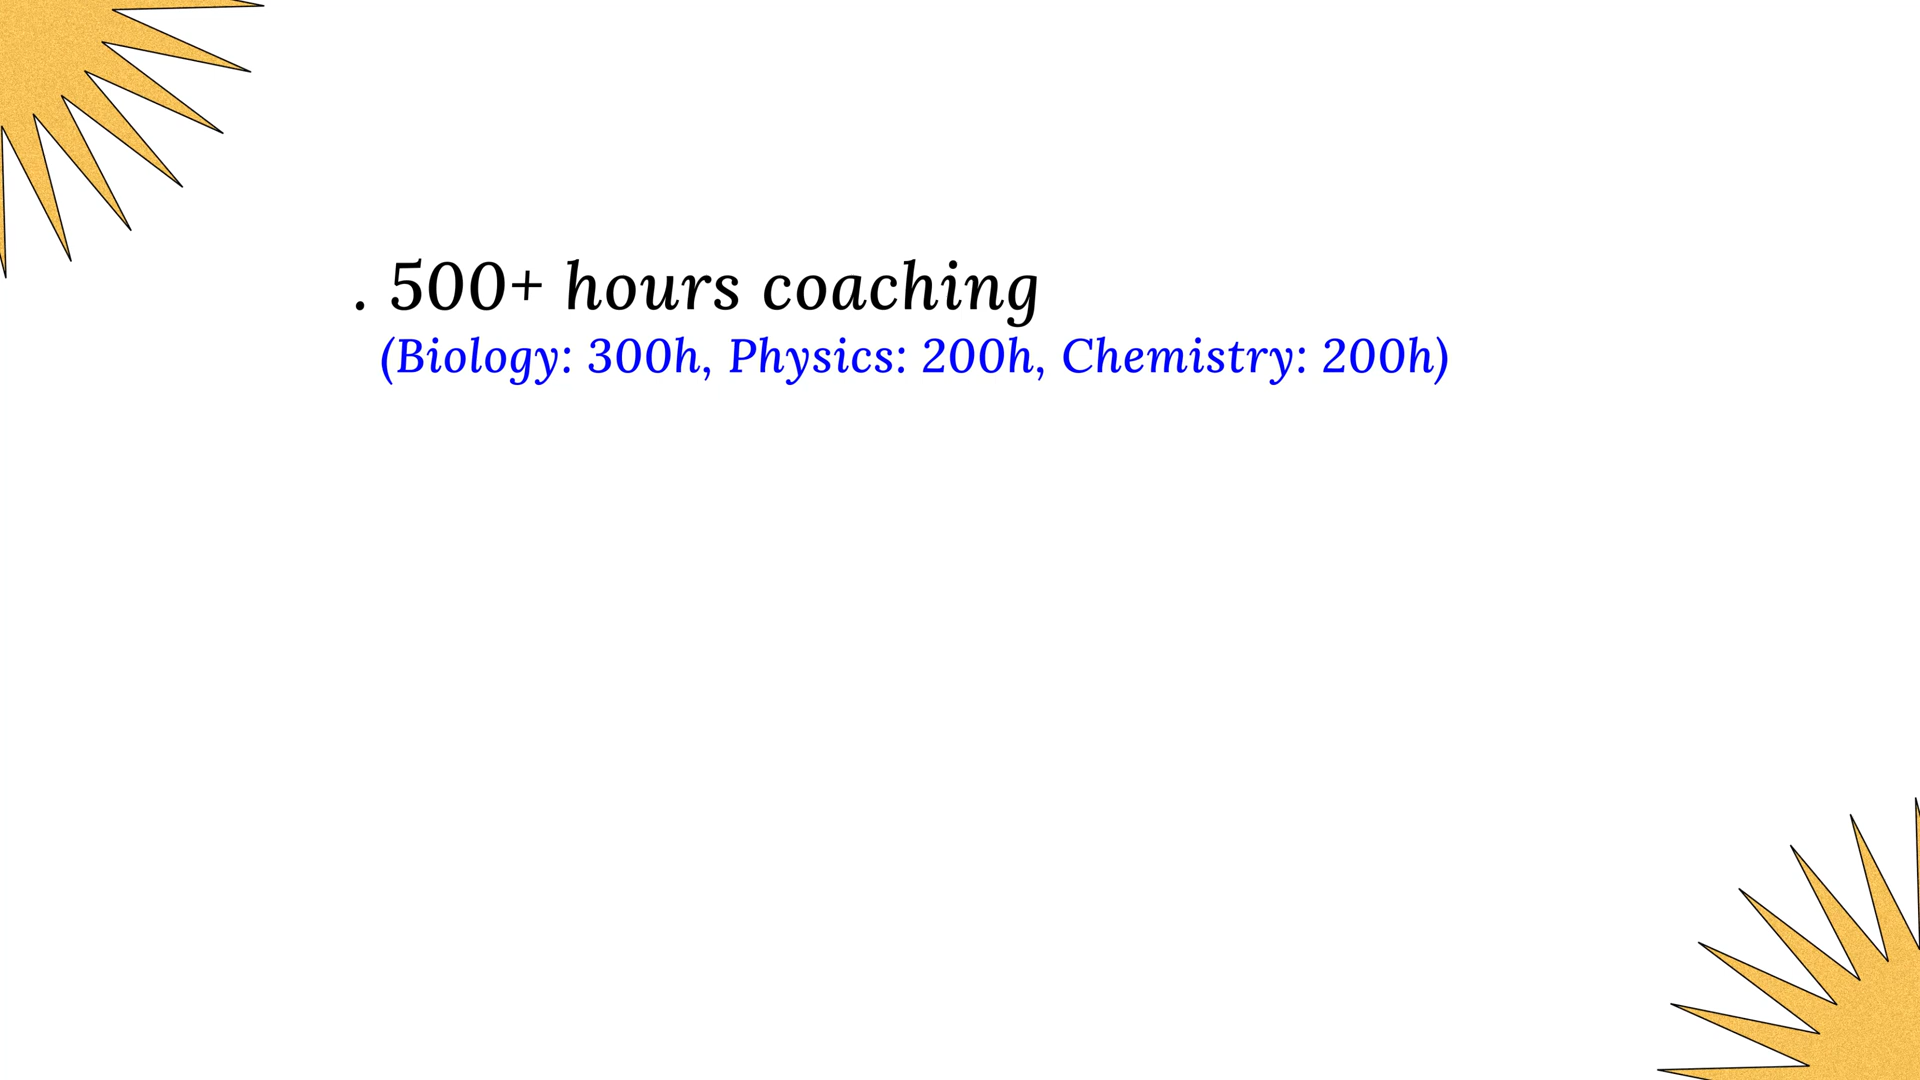 . 500+ hours coaching
(Biology: 300h, Physics: 200h, Chemistry: 200h)